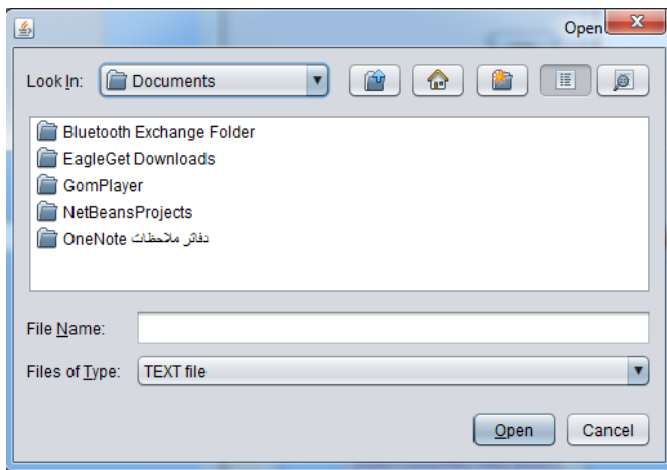 Open
Look In: Documents
Bluetooth Exchange Folder
EagleGet Downloads
GomPlayer
NetBeansProjects
دفاتر ملاحظات OneNote
File Name:
Files of Type: TEXT file
Open Cancel